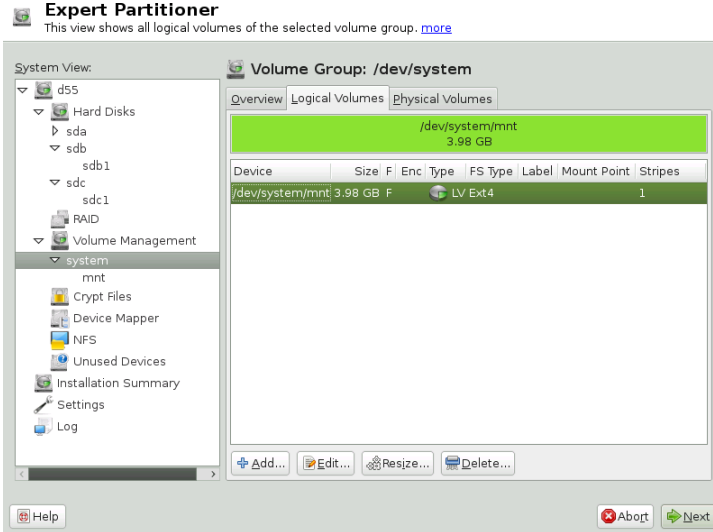 Expert Partitioner
This view shows all logical volumes of the selected volume group. more
System View:
d55
Hard Disks
sda
sdb
sdb1
sdc
sdc1
RAID
Volume Management
system
mnt
Crypt Files
Device Mapper
NFS
Unused Devices
Installation Summary
Settings
Log
Volume Group: /dev/system
Overview Logical Volumes Physical Volumes
/dev/system/mnt
3.98 GB
Device Size F Enc Type FS Type Label Mount Point Stripes
/dev/system/mnt 3.98 GB F LV Ext4 1
Add... Edit... Resize... Delete...
Help Abort Next